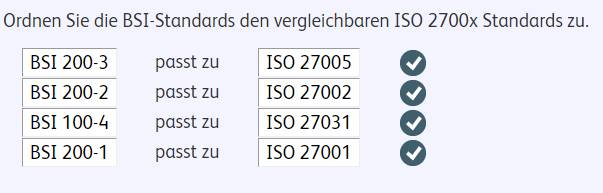 Ordnen Sie die BSI-Standards den vergleichbaren ISO 2700x Standards zu.
BSI 200-3 passt zu ISO 27005
BSI 200-2 passt zu ISO 27002
BSI 100-4 passt zu ISO 27031
BSI 200-1 passt zu ISO 27001